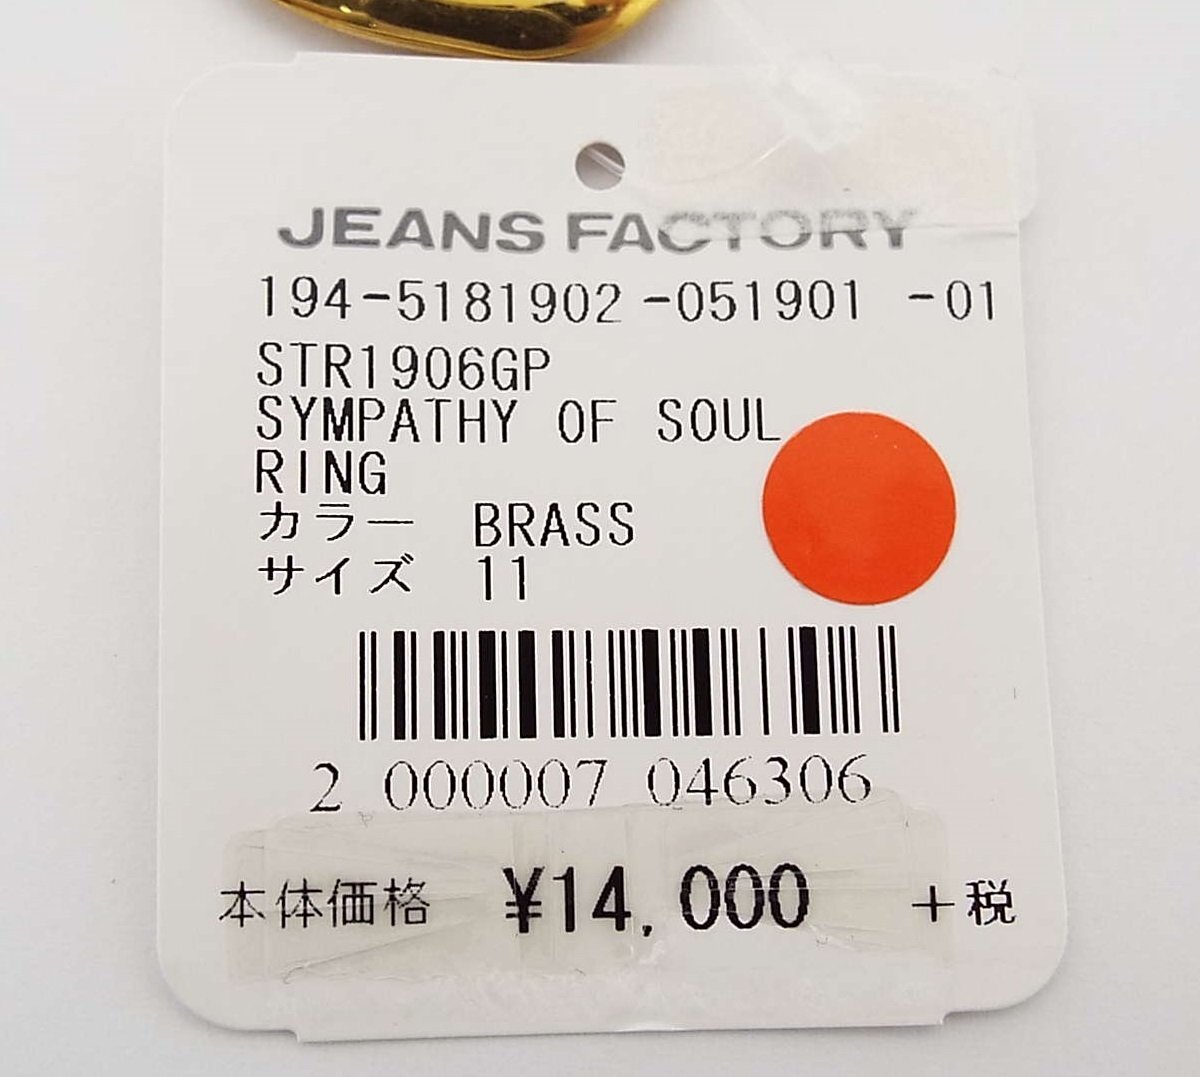 JEANS FACTORY
194-5181902-051901 -01
STR1906GP
SYMPATHY OF SOUL
RING
カラー BRASS
サイズ 11
2 000007 046306
本体価格 ¥14,000 +税